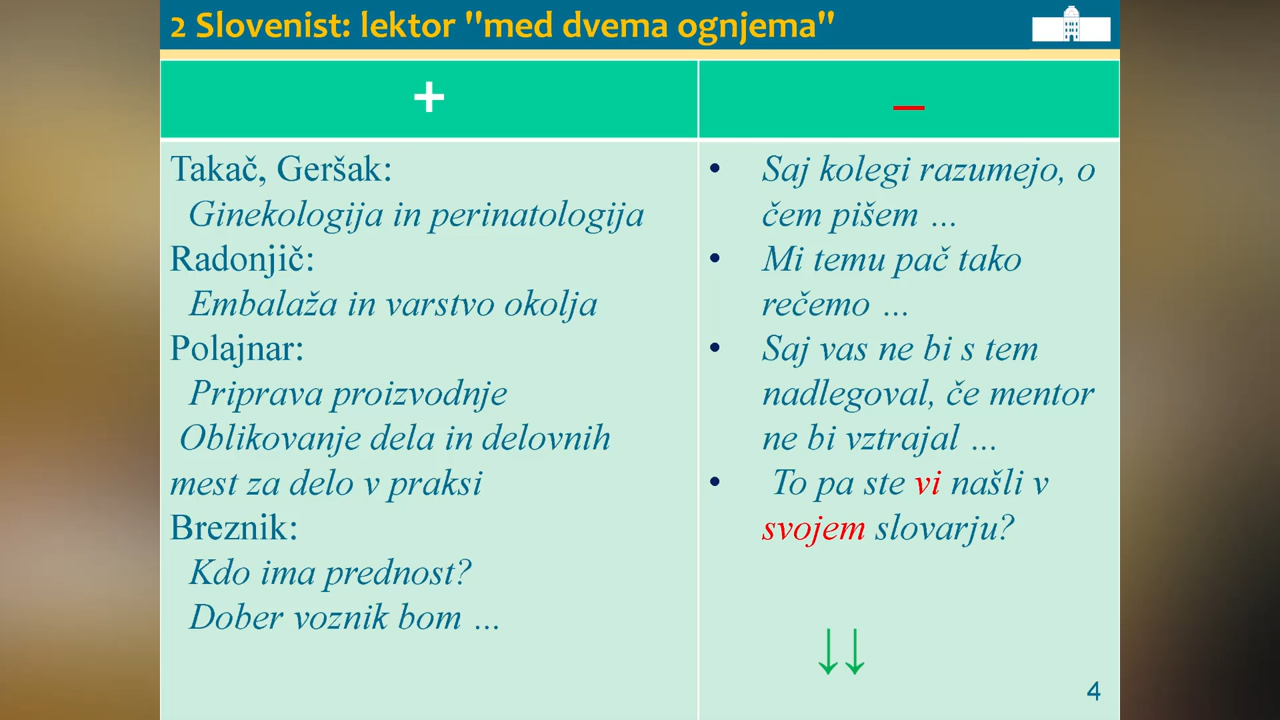 2 Slovenist: lektor "med dvema ognjema"
+
–
Takač, Geršak:
Ginekologija in perinatologija
Radonjič:
Embalaža in varstvo okolja
Polajnar:
Priprava proizvodnje
Oblikovanje dela in delovnih
mest za delo v praksi
Breznik:
Kdo ima prednost?
Dober voznik bom …
• Saj kolegi razumejo, o
čem pišem …
• Mi temu pač tako
rečemo …
• Saj vas ne bi s tem
nadlegoval, če mentor
ne bi vztrajal …
• To pa ste vi našli v
svojem slovarju?
↓↓
4